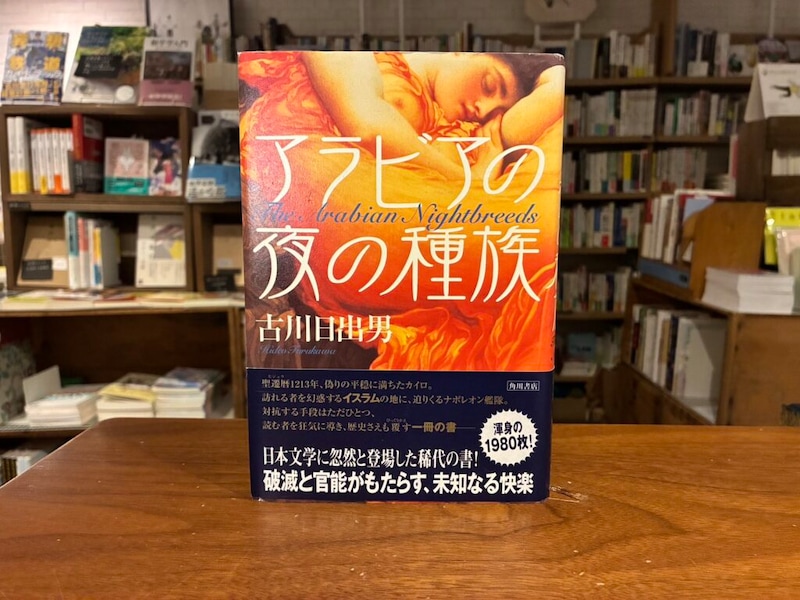 アラビアの
The Arabian Nightbreeds
夜の種族
古川日出男
Hideo Furukawa
聖遷暦1213年、偽りの平穏に満ちたカイロ。
訪れる者を幻惑するイスラムの地に、迫りくるナポレオン艦隊。
対抗する手段はただひとつ、
読む者を狂気に導き、歴史さえも覆す一冊の書――
角川書店
渾身の
1980枚!
日本文学に忽然と登場した稀代の書!
破滅と官能がもたらす、未知なる快楽